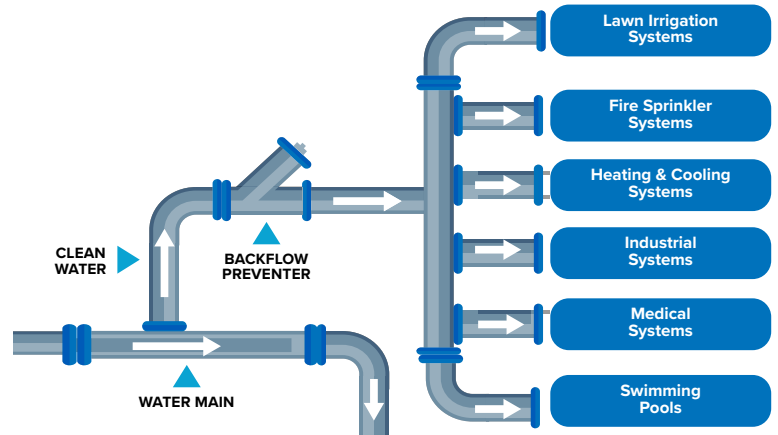 Lawn Irrigation
Systems
Fire Sprinkler
Systems
Heating & Cooling
Systems
CLEAN
WATER
BACKFLOW
PREVENTER
Industrial
Systems
Medical
Systems
WATER MAIN
Swimming
Pools